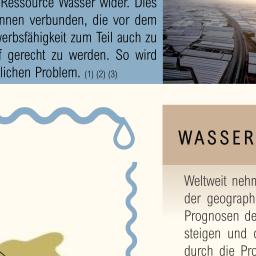 Ressource Wasser wider. Dies
nnen verbunden, die vor dem
verbsfähigkeit zum Teil auch zu
f gerecht zu werden. So wird
lichen Problem. (1) (2) (3)
WASSER
Weltweit nehm
der geograph
Prognosen de
steigen und d
durch die Pro